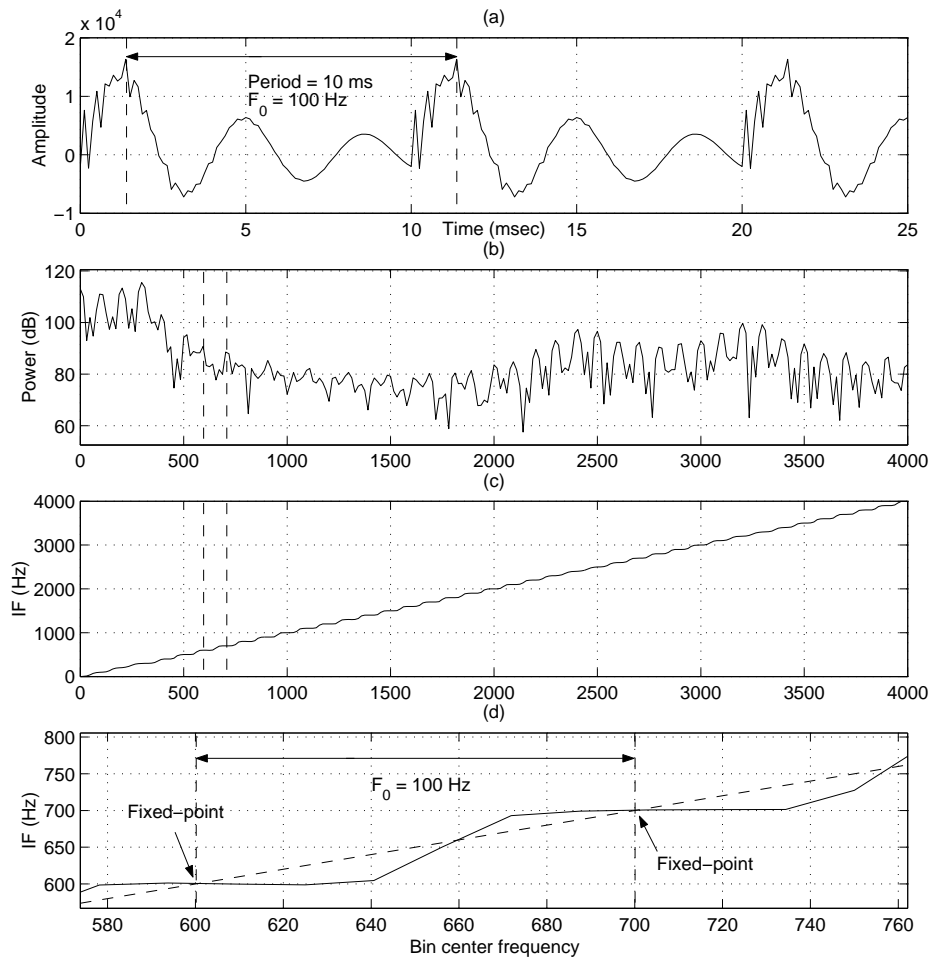 (a)
x 10^4
2
1
0
−1
Amplitude
Period = 10 ms
F_0 = 100 Hz
0 5 10 15 20 25
Time (msec)
(b)
120
100
80
60
Power (dB)
0 500 1000 1500 2000 2500 3000 3500 4000
(c)
4000
3000
2000
1000
0
IF (Hz)
0 500 1000 1500 2000 2500 3000 3500 4000
(d)
800
750
700
650
600
IF (Hz)
F_0 = 100 Hz
Fixed−point
Fixed−point
580 600 620 640 660 680 700 720 740 760
Bin center frequency